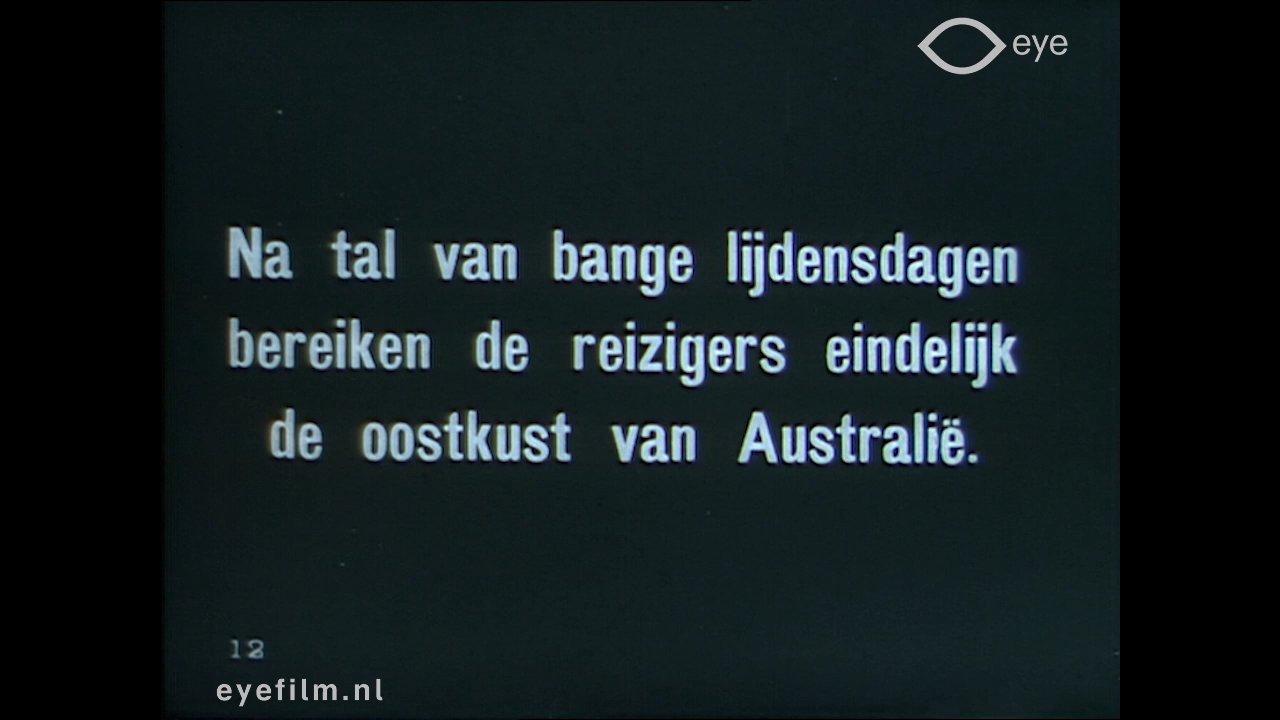 eye
Na tal van bange lijdensdagen
bereiken de reizigers eindelijk
de oostkust van Australië.
12
eyefilm.nl